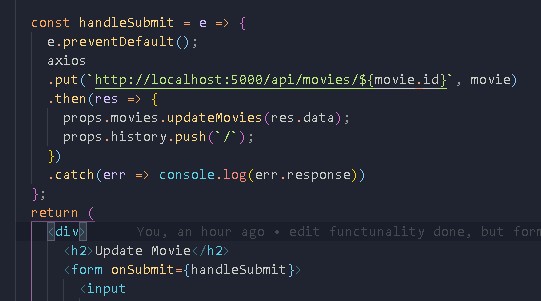 const handleSubmit = e => {
e.preventDefault();
axios
.put(`http://localhost:5000/api/movies/${movie.id}`, movie)
.then(res => {
props.movies.updateMovies(res.data);
props.history.push(`/`);
})
.catch(err => console.log(err.response))
};
return (
<div> You, an hour ago • edit functunality done, but form
<h2>Update Movie</h2>
<form onSubmit={handleSubmit}>
<input